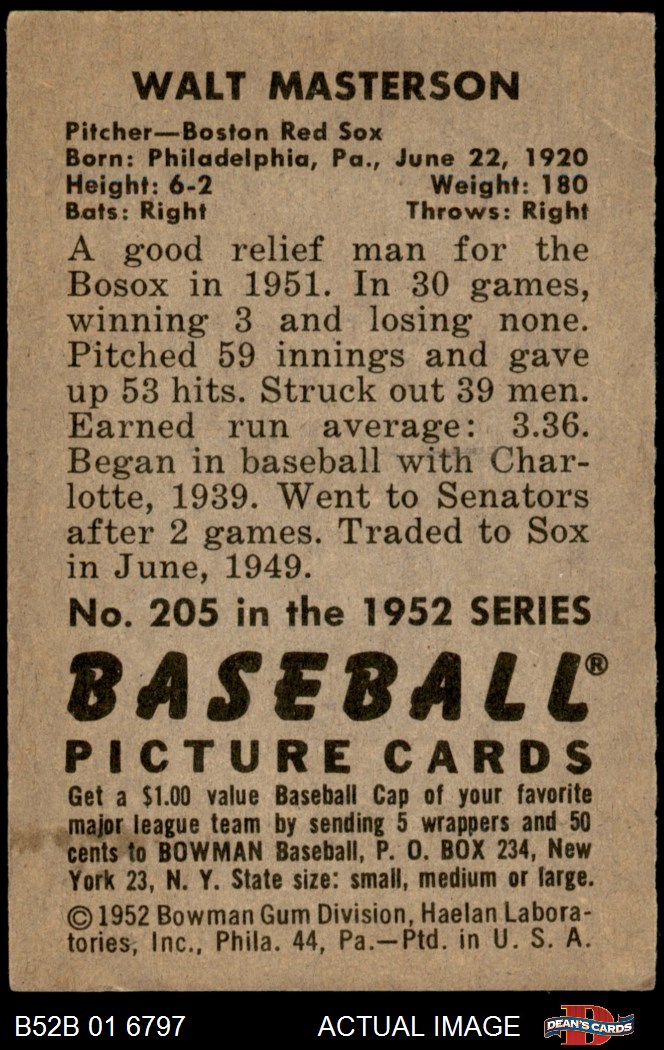 WALT MASTERSON
Pitcher—Boston Red Sox
Born: Philadelphia, Pa., June 22, 1920
Height: 6-2 Weight: 180
Bats: Right Throws: Right
A good relief man for the
Bosox in 1951. In 30 games,
winning 3 and losing none.
Pitched 59 innings and gave
up 53 hits. Struck out 39 men.
Earned run average: 3.36.
Began in baseball with Char-
lotte, 1939. Went to Senators
after 2 games. Traded to Sox
in June, 1949.
No. 205 in the 1952 SERIES
BASEBALL®
PICTURE CARDS
Get a $1.00 value Baseball Cap of your favorite
major league team by sending 5 wrappers and 50
cents to BOWMAN Baseball, P. O. BOX 234, New
York 23, N. Y. State size: small, medium or large.
©1952 Bowman Gum Division, Haelan Labora-
tories, Inc., Phila. 44, Pa.—Ptd. in U. S. A.
B52B 01 6797 ACTUAL IMAGE D DEAN'S CARDS